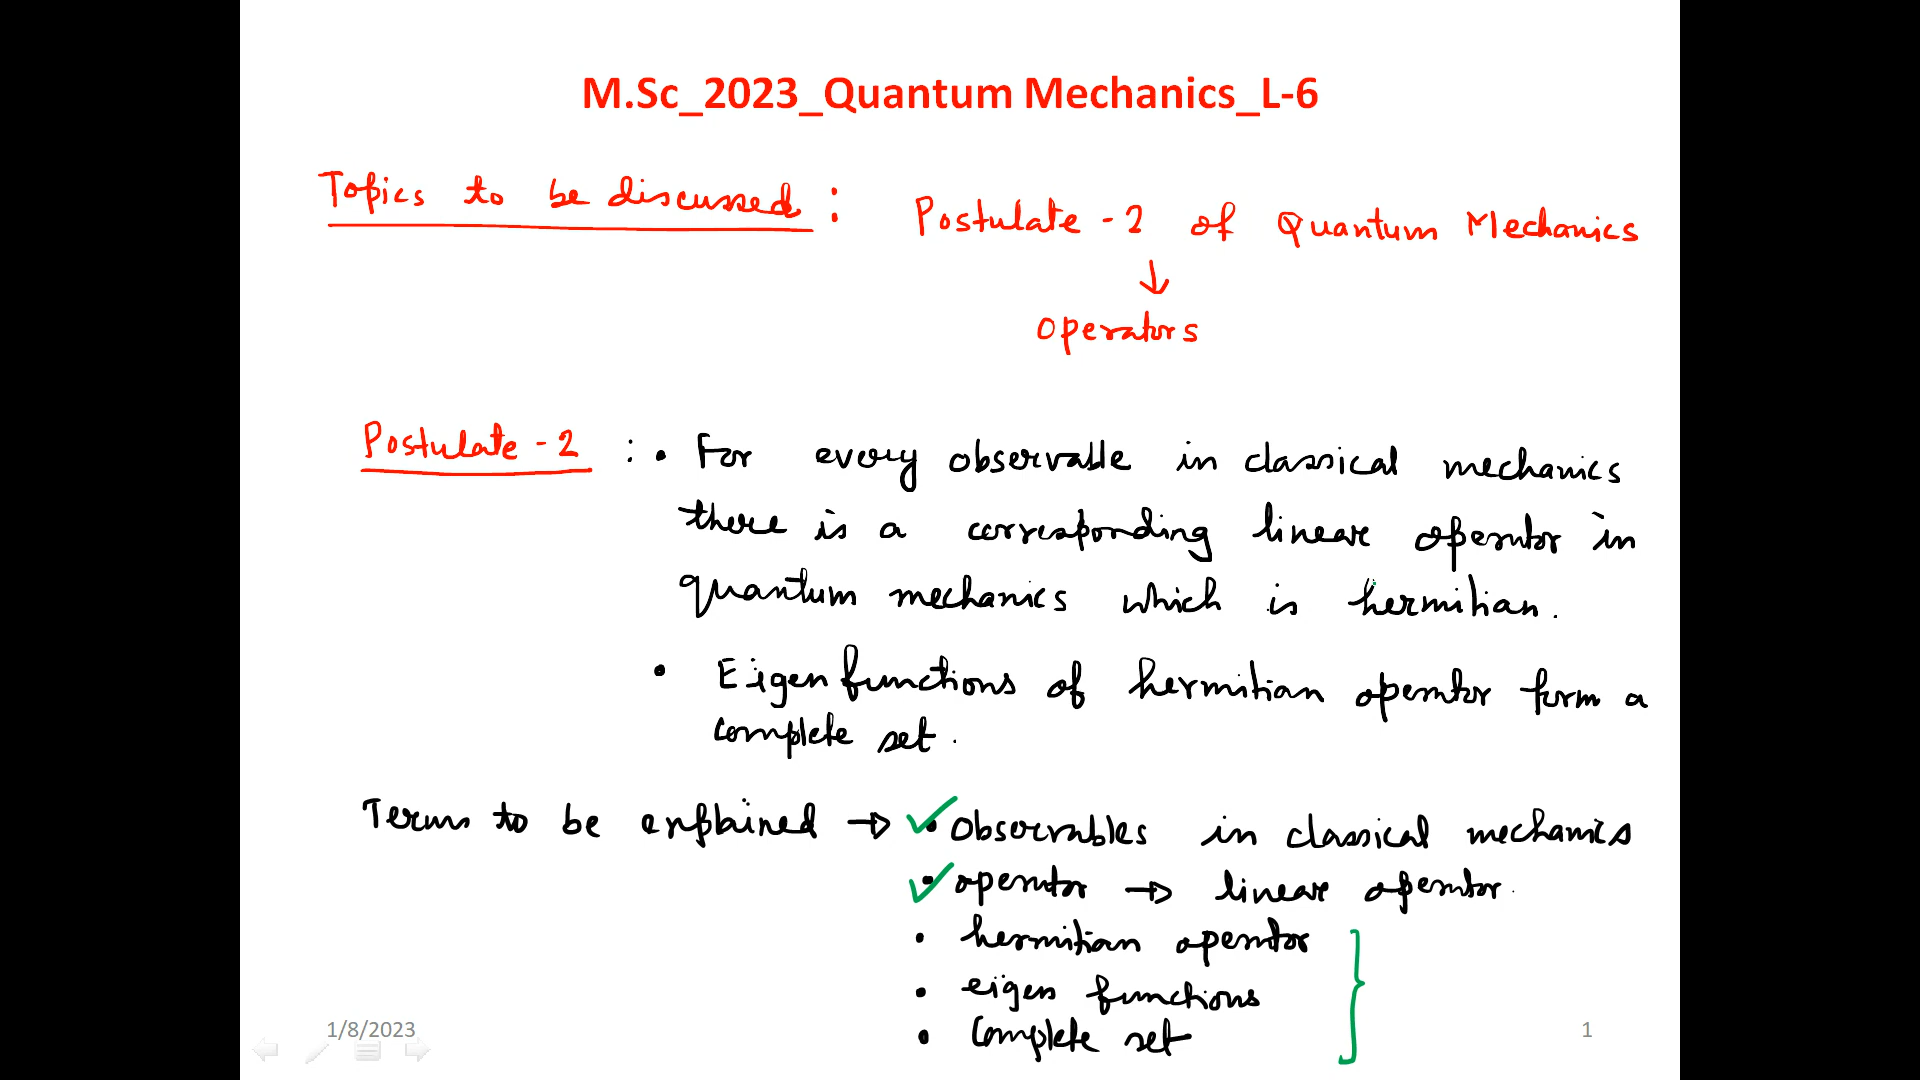 M.Sc_2023_Quantum Mechanics_L-6
Topics to be discussed : Postulate - 2 of Quantum Mechanics
↓
operators
Postulate - 2 : • For every observable in classical mechanics
there is a corresponding linear operator in
quantum mechanics which is hermitian.
• Eigen functions of hermitian operator form a
complete set.
Terms to be explained → • Observables in classical mechanics
• operator → linear operator.
• hermitian operator
• eigen functions
• Complete set
1/8/2023
1